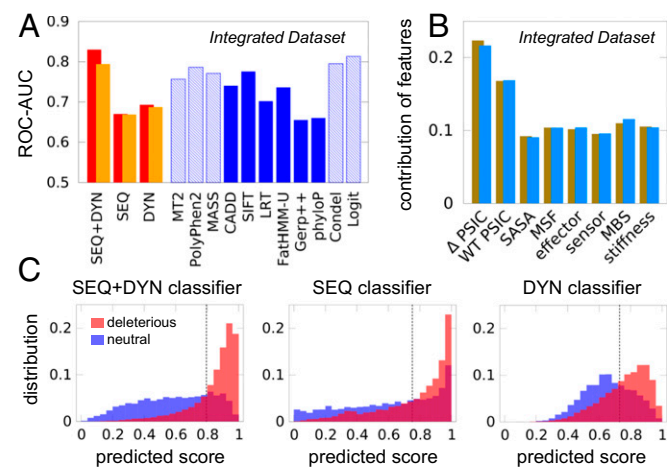 A
Integrated Dataset
ROC-AUC
0.9
0.8
0.7
0.6
0.5
SEQ+DYN
SEQ
DYN
MT2
PolyPhen2
MASS
CADD
SIFT
LRT
FatHMM-U
Gerp++
phyloP
Condel
Logit
B
Integrated Dataset
contribution of features
0.2
0.1
0
Δ PSIC
WT PSIC
SASA
MSF
effector
sensor
MBS
stiffness
C
SEQ+DYN classifier
SEQ classifier
DYN classifier
distribution
deleterious
neutral
0.2
0.1
0
0 0.2 0.4 0.6 0.8 1
predicted score
0.2
0.1
0
0 0.2 0.4 0.6 0.8 1
predicted score
0.2
0.1
0
0 0.2 0.4 0.6 0.8 1
predicted score